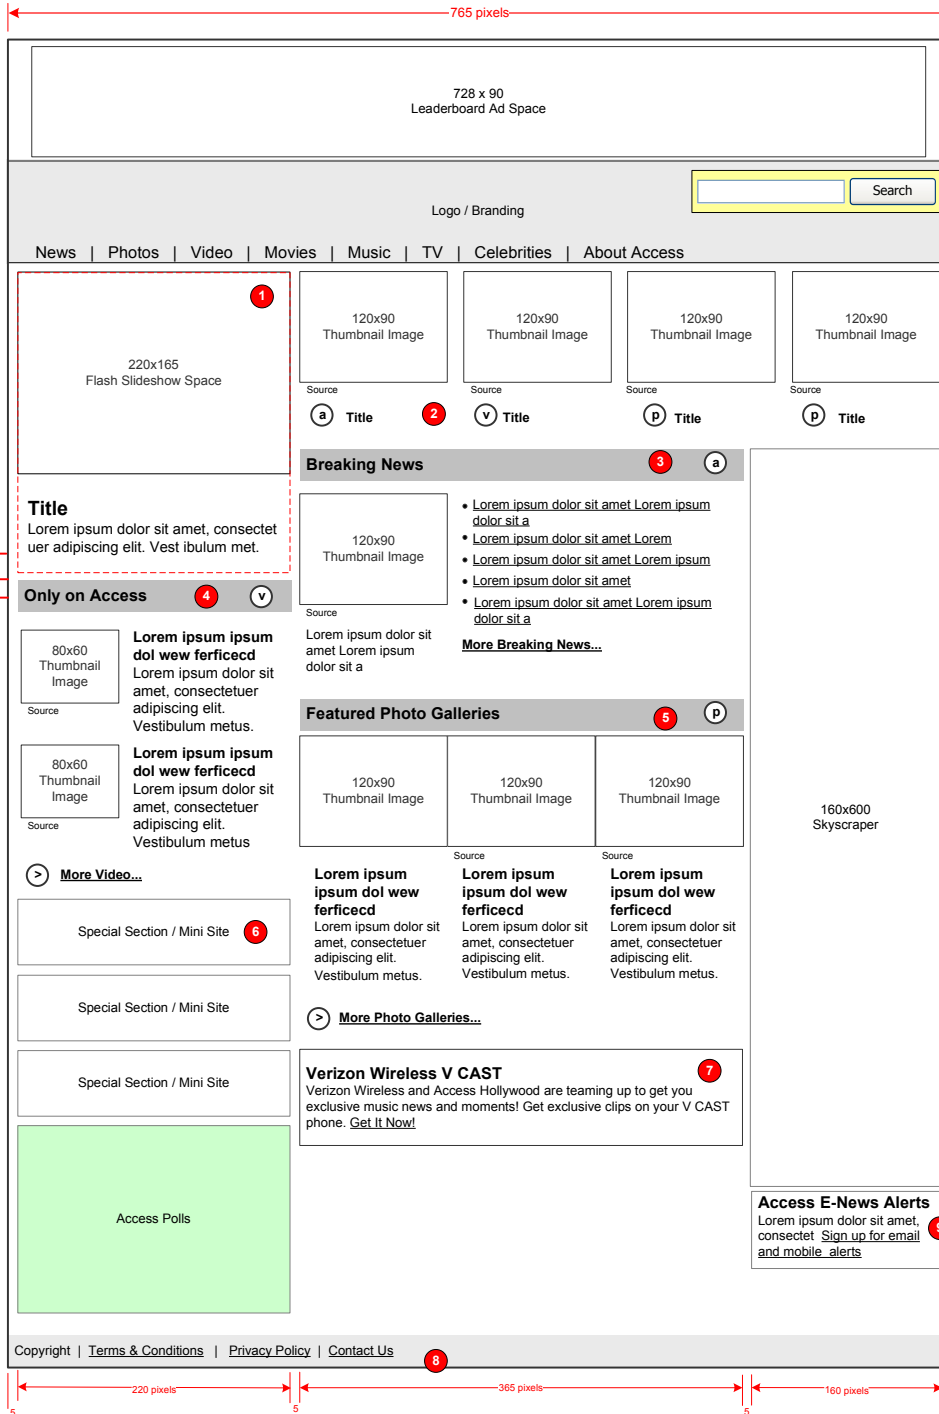 765 pixels
728 x 90
Leaderboard Ad Space
Search
Logo / Branding
News | Photos | Video | Movies | Music | TV | Celebrities | About Access
1
220x165
Flash Slideshow Space
Title
Lorem ipsum dolor sit amet, consectet
uer adipiscing elit. Vest ibulum met.
120x90
Thumbnail Image
Source
a Title
2
120x90
Thumbnail Image
Source
v Title
120x90
Thumbnail Image
Source
p Title
120x90
Thumbnail Image
Source
p Title
Breaking News
3
a
120x90
Thumbnail Image
Source
Lorem ipsum dolor sit
amet Lorem ipsum
dolor sit a
• Lorem ipsum dolor sit amet Lorem ipsum
dolor sit a
• Lorem ipsum dolor sit amet Lorem
• Lorem ipsum dolor sit amet Lorem ipsum
• Lorem ipsum dolor sit amet
• Lorem ipsum dolor sit amet Lorem ipsum
dolor sit a
More Breaking News...
Only on Access
4
v
80x60
Thumbnail
Image
Source
Lorem ipsum ipsum
dol wew ferficecd
Lorem ipsum dolor sit
amet, consectetuer
adipiscing elit.
Vestibulum metus.
80x60
Thumbnail
Image
Source
Lorem ipsum ipsum
dol wew ferficecd
Lorem ipsum dolor sit
amet, consectetuer
adipiscing elit.
Vestibulum metus
> More Video...
Featured Photo Galleries
5
p
120x90
Thumbnail Image
120x90
Thumbnail Image
120x90
Thumbnail Image
Source
Source
Lorem ipsum
ipsum dol wew
ferficecd
Lorem ipsum dolor sit
amet, consectetuer
adipiscing elit.
Vestibulum metus.
Lorem ipsum
ipsum dol wew
ferficecd
Lorem ipsum dolor sit
amet, consectetuer
adipiscing elit.
Vestibulum metus.
Lorem ipsum
ipsum dol wew
ferficecd
Lorem ipsum dolor sit
amet, consectetuer
adipiscing elit.
Vestibulum metus.
> More Photo Galleries...
160x600
Skyscraper
Special Section / Mini Site
6
Special Section / Mini Site
Special Section / Mini Site
Access Polls
Verizon Wireless V CAST
7
Verizon Wireless and Access Hollywood are teaming up to get you
exclusive music news and moments! Get exclusive clips on your V CAST
phone. Get It Now!
Access E-News Alerts
Lorem ipsum dolor sit amet,
consectet Sign up for email
and mobile alerts
9
Copyright | Terms & Conditions | Privacy Policy | Contact Us
8
220 pixels
365 pixels
160 pixels
5
5
5